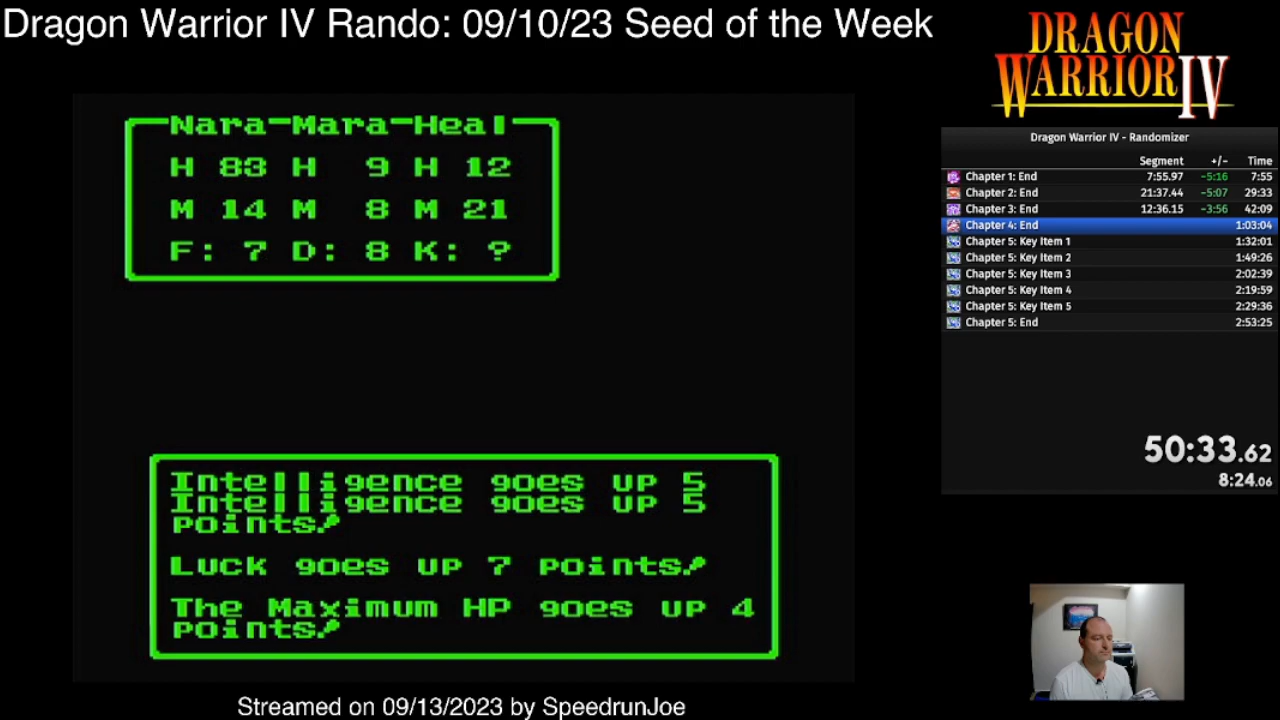 Dragon Warrior IV Rando: 09/10/23 Seed of the Week
DRAGON
WARRIOR IV
Nara Mara Heal
H 83 H 9 H 12
M 14 M 8 M 21
F: 7 D: 8 K: ?
Intelligence goes up 5
Intelligence goes up 5
points!
Luck goes up 7 points!
The Maximum HP goes up 4
points!
Dragon Warrior IV - Randomizer
Segment +/- Time
Chapter 1: End 7:55.97 -5:16 7:55
Chapter 2: End 21:37.44 -5:07 29:33
Chapter 3: End 12:36.15 -3:56 42:09
Chapter 4: End 1:03:04
Chapter 5: Key Item 1 1:32:01
Chapter 5: Key Item 2 1:49:26
Chapter 5: Key Item 3 2:02:39
Chapter 5: Key Item 4 2:19:59
Chapter 5: Key Item 5 2:29:36
Chapter 5: End 2:53:25
50:33.62
8:24.06
Streamed on 09/13/2023 by SpeedrunJoe